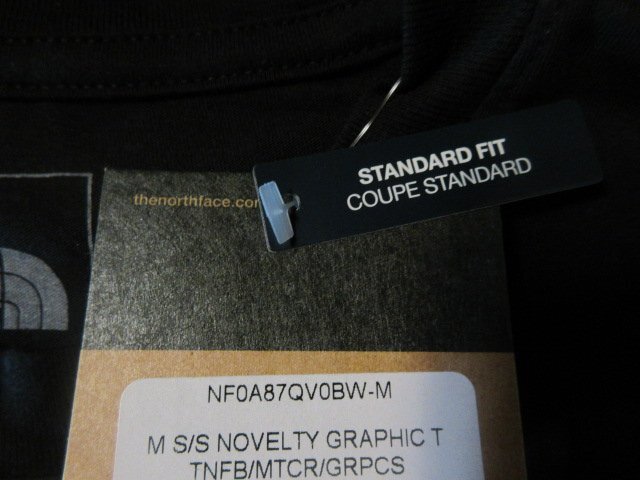 STANDARD FIT
COUPE STANDARD
thenorthface.com
NF0A87QV0BW-M
M S/S NOVELTY GRAPHIC T
TNFB/MTCR/GRPCS